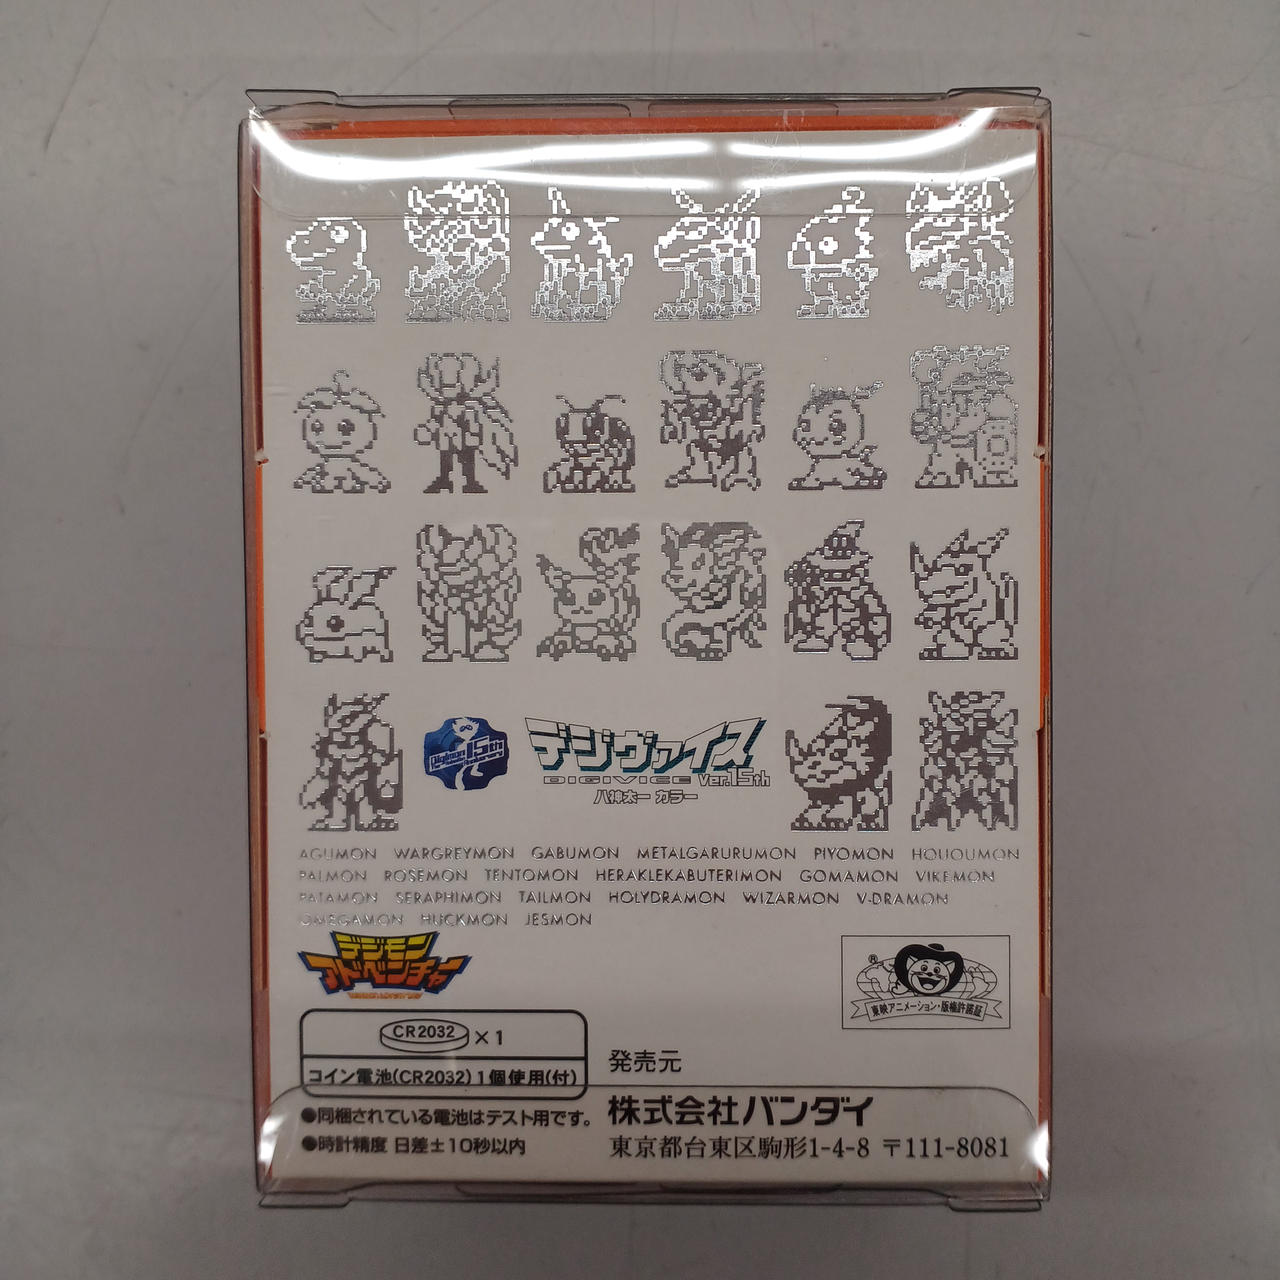 Digimon 15th
Anniversary
デジヴァイス
DIGIVICE Ver.15th
八神太一 カラー
AGUMON WARGREYMON GABUMON METALGARURUMON PIYOMON HOUOUMON
PALMON ROSEMON TENTOMON HERAKLEKABUTERIMON GOMAMON VIKEMON
PATAMON SERAPHIMON TAILMON HOLYDRAMON WIZARMON V-DRAMON
OMEGAMON HUCKMON JESMON
デジモン
アドベンチャー
®
東映アニメーション・版権許諾証
CR2032 ×1
コイン電池(CR2032)1個使用(付)
●同梱されている電池はテスト用です。
●時計精度 日差±10秒以内
発売元
株式会社バンダイ
東京都台東区駒形1-4-8 〒111-8081